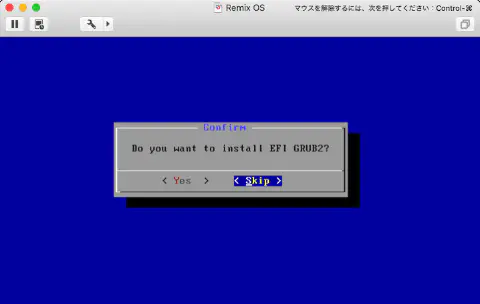 Remix OS
マウスを解除するには、次を押してください：Control-⌘
Confirm
Do you want to install EFI GRUB2?
< Yes > < Skip >